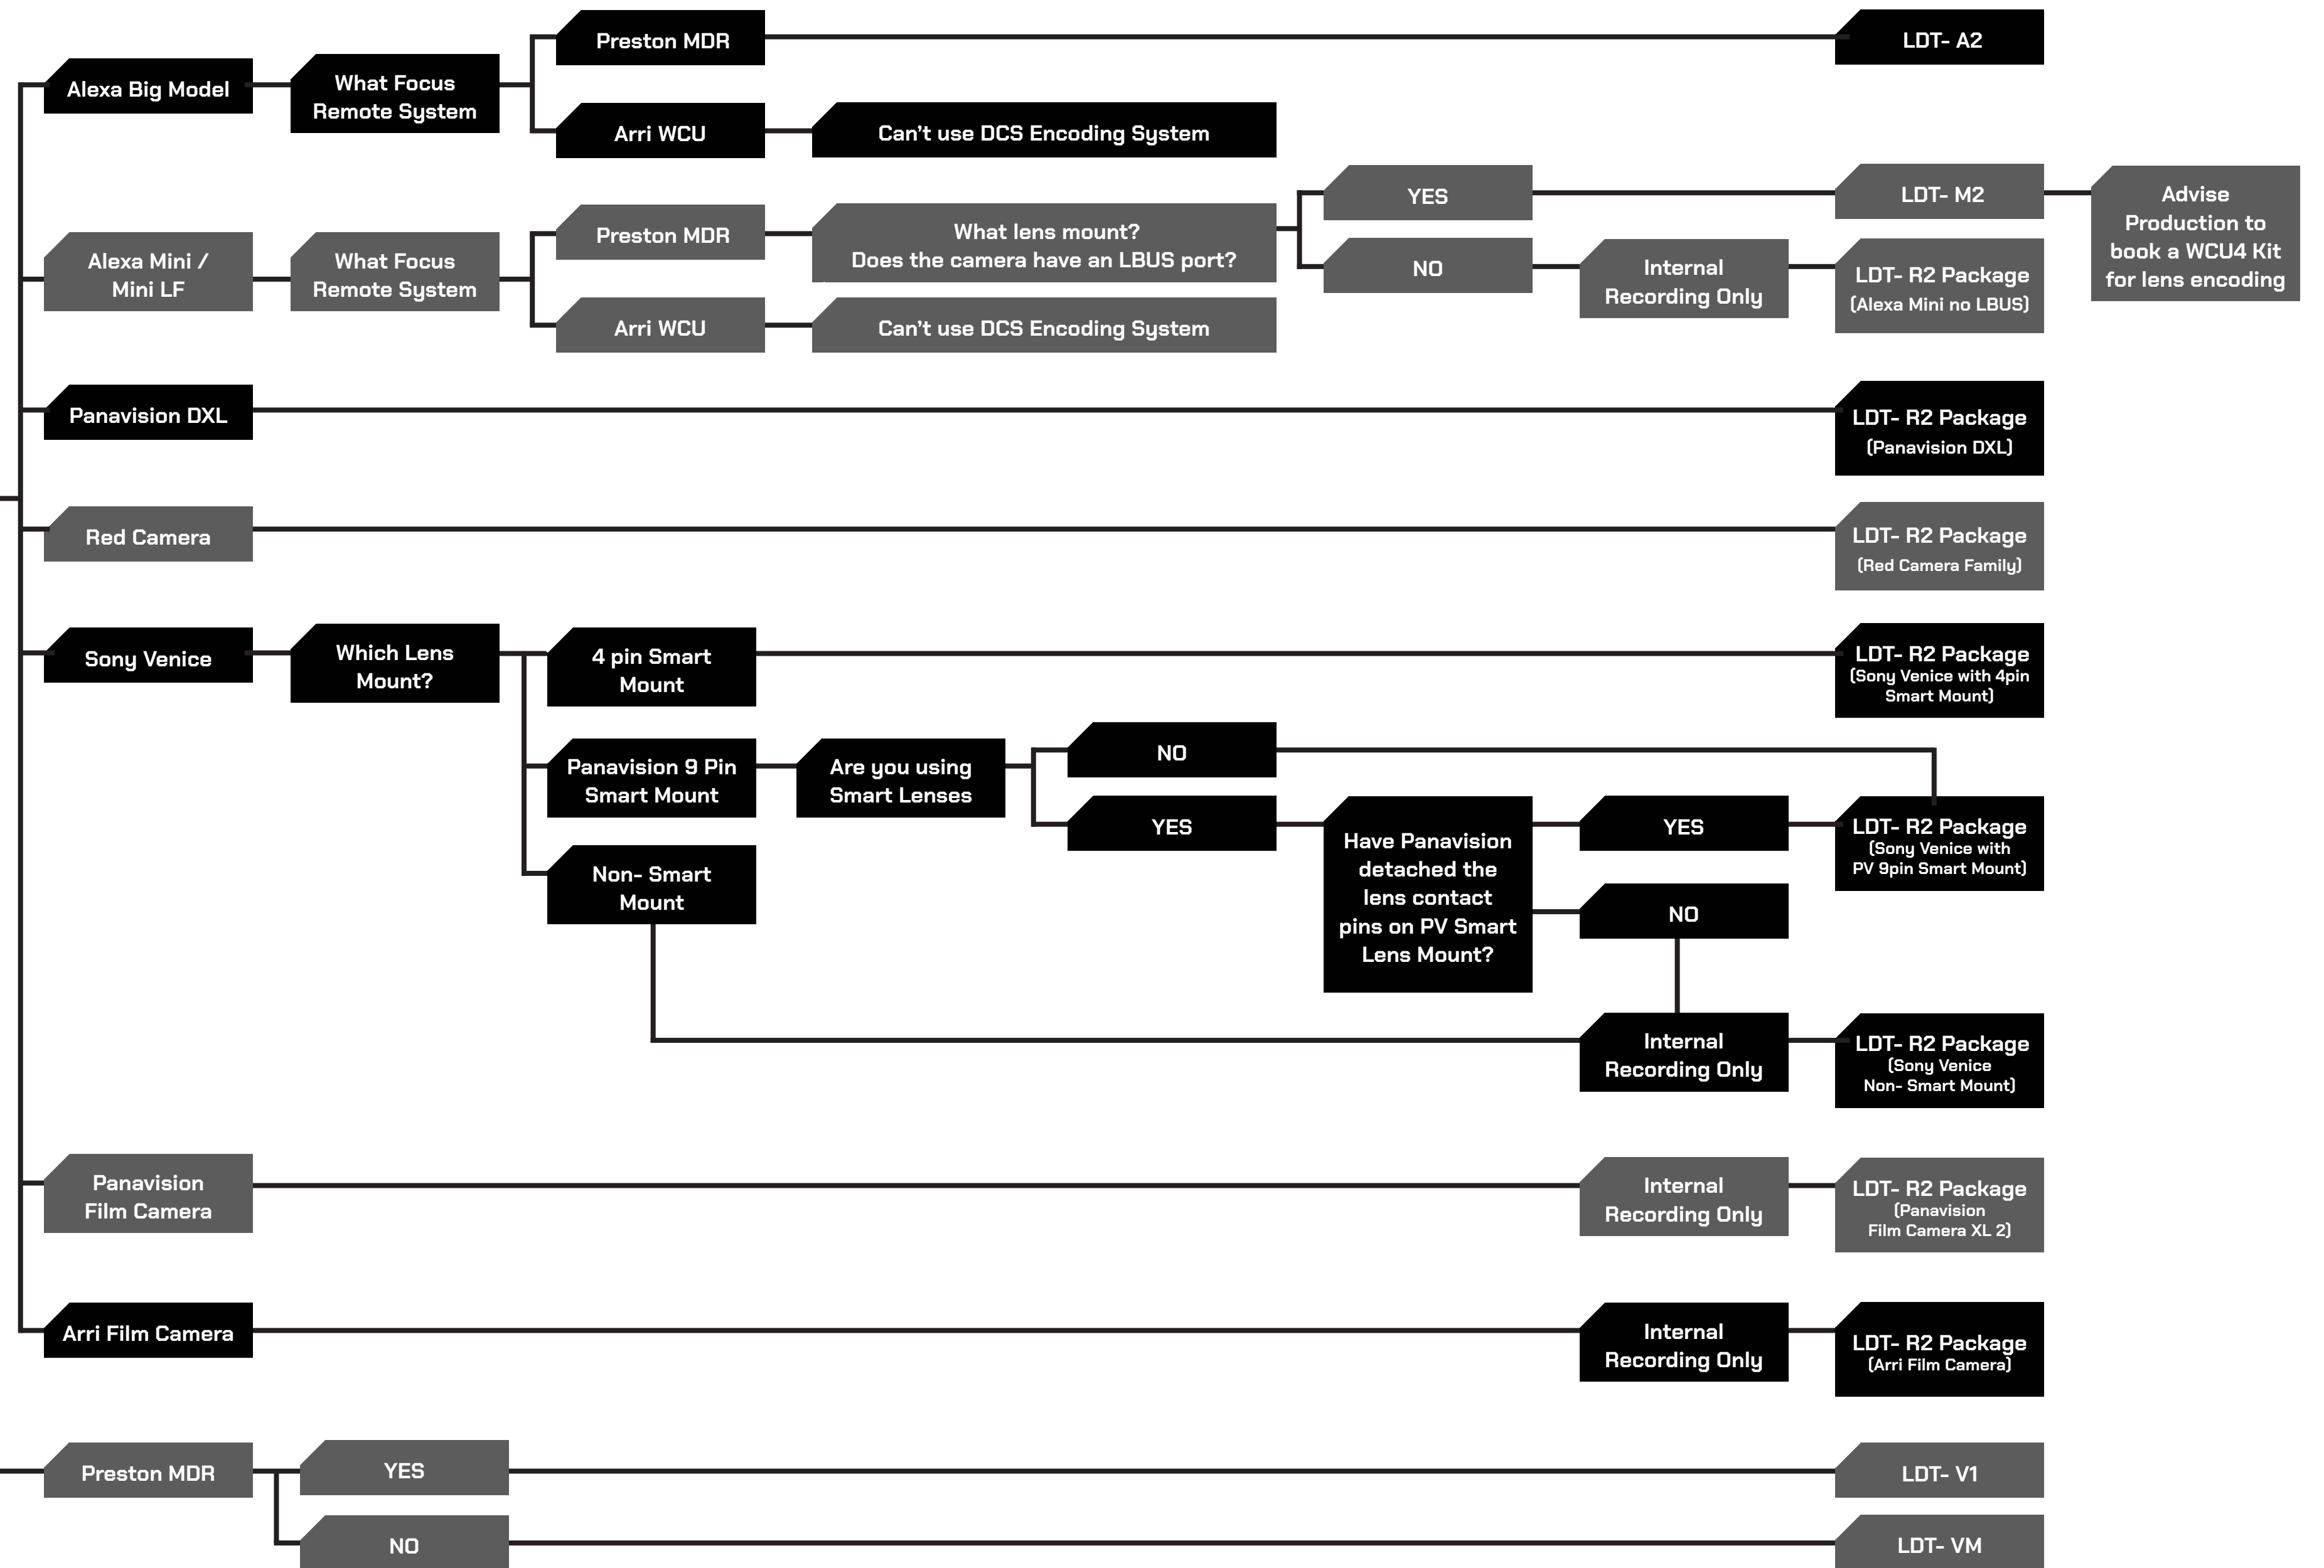 Preston MDR
LDT- A2
Alexa Big Model
What Focus
Remote System
Arri WCU
Can't use DCS Encoding System
Alexa Mini /
Mini LF
What Focus
Remote System
Preston MDR
What lens mount?
Does the camera have an LBUS port?
YES
LDT- M2
Advise
Production to
book a WCU4 Kit
for lens encoding
NO
Internal
Recording Only
LDT- R2 Package
(Alexa Mini no LBUS)
Arri WCU
Can't use DCS Encoding System
Panavision DXL
LDT- R2 Package
(Panavision DXL)
Red Camera
LDT- R2 Package
(Red Camera Family)
Sony Venice
Which Lens
Mount?
4 pin Smart
Mount
LDT- R2 Package
(Sony Venice with 4pin
Smart Mount)
Panavision 9 Pin
Smart Mount
Are you using
Smart Lenses
NO
YES
Have Panavision
detached the
lens contact
pins on PV Smart
Lens Mount?
YES
LDT- R2 Package
(Sony Venice with
PV 9pin Smart Mount)
NO
Non- Smart
Mount
Internal
Recording Only
LDT- R2 Package
(Sony Venice
Non- Smart Mount)
Panavision
Film Camera
Internal
Recording Only
LDT- R2 Package
(Panavision
Film Camera XL 2)
Arri Film Camera
Internal
Recording Only
LDT- R2 Package
(Arri Film Camera)
Preston MDR
YES
LDT- V1
NO
LDT- VM